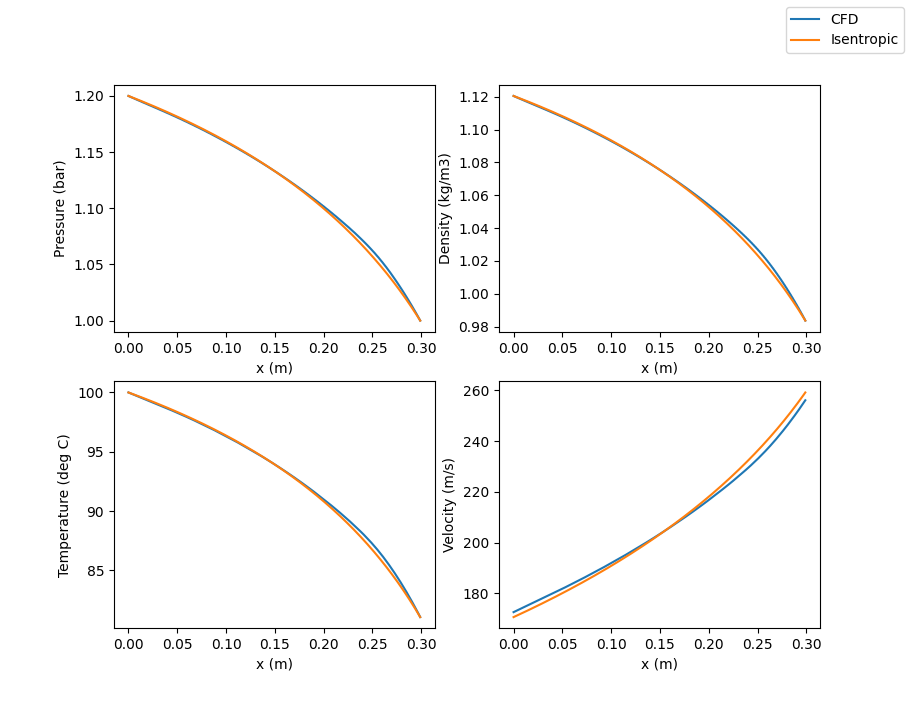 CFD
Isentropic
1.20
1.15
1.10
1.05
1.00
Pressure (bar)
0.00 0.05 0.10 0.15 0.20 0.25 0.30
x (m)
1.12
1.10
1.08
1.06
1.04
1.02
1.00
0.98
Density (kg/m3)
0.00 0.05 0.10 0.15 0.20 0.25 0.30
x (m)
100
95
90
85
Temperature (deg C)
0.00 0.05 0.10 0.15 0.20 0.25 0.30
x (m)
260
240
220
200
180
Velocity (m/s)
0.00 0.05 0.10 0.15 0.20 0.25 0.30
x (m)